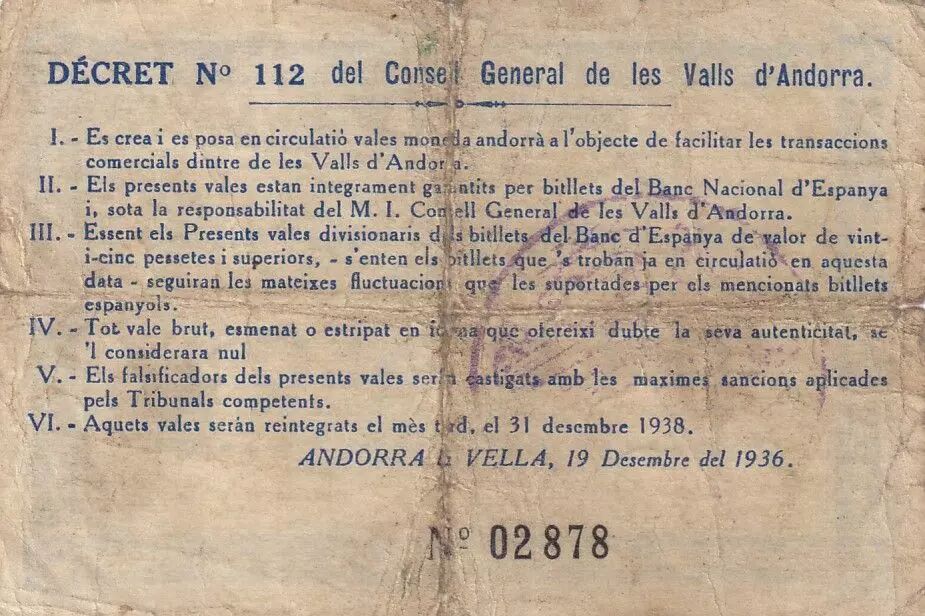 DÉCRET Nº 112 del Consell General de les Valls d'Andorra.
I. - Es crea i es posa en circulatiò vales moneda andorrà a l'objecte de facilitar les transaccions
comercials dintre de les Valls d'Andorra.
II. - Els presents vales estan integrament garantits per bitllets del Banc Nacional d'Espanya
i, sota la responsabilitat del M. I. Consell General de les Valls d'Andorra.
III. - Essent els Presents vales divisionaris dels bitllets del Banc d'Espanya de valor de vint-
i-cinc pessetes i superiors, - s'enten els bitllets que 's troban ja en circulatiò en aquesta
data - seguiran les mateixes fluctuacions que les suportades per els mencionats bitllets
espanyols.
IV. - Tot vale brut, esmenat o estripat en forma que ofereixi dubte la seva autenticitat, se
'l considerara nul
V. - Els falsificadors dels presents vales seràn castigats amb les maximes sancions aplicades
pels Tribunals competents.
VI. - Aquets vales seràn reintegrats el mès tard, el 31 desembre 1938.
ANDORRA LA VELLA, 19 Desembre del 1936.
Nº 02878